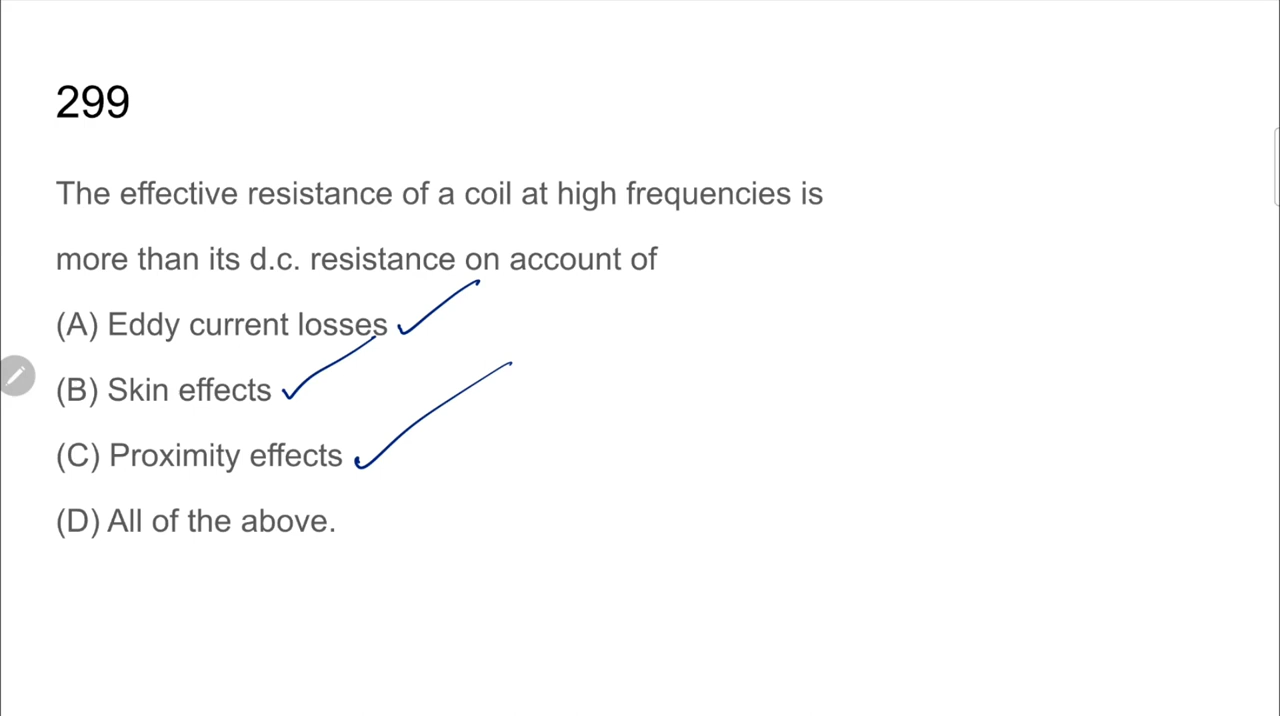 299
The effective resistance of a coil at high frequencies is
more than its d.c. resistance on account of
(A) Eddy current losses
(B) Skin effects
(C) Proximity effects
(D) All of the above.